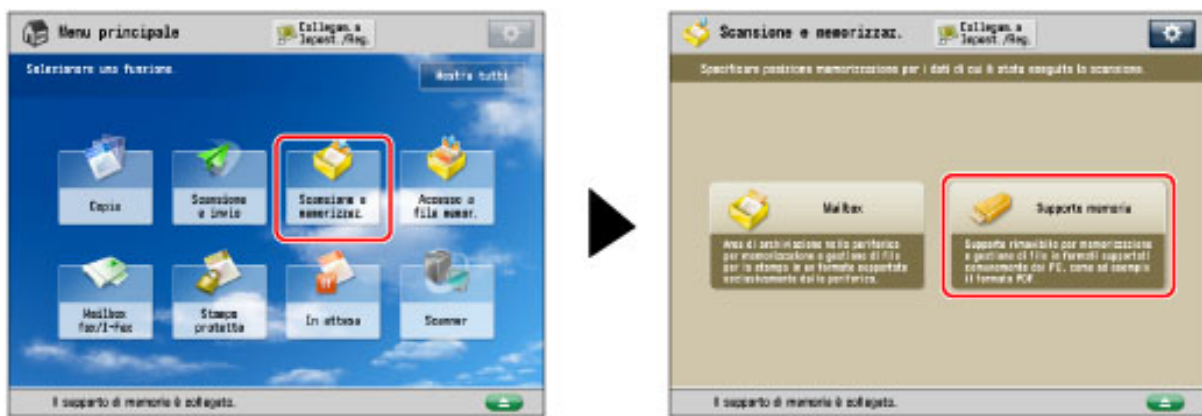 Menu principale
Collegam. a
Impost./Reg.
Selezionare una funzione.
Mostra tutti
Copia
Scansione
e invio
Scansione e
memorizzaz.
Accesso a
file memor.
Mailbox
fax/I-Fax
Stampa
protetta
In attesa
Scanner
Il supporto di memoria è collegato.
Scansione e memorizzaz.
Collegam. a
Impost./Reg.
Specificare posizione memorizzazione per i dati di cui è stata eseguita la scansione.
Mailbox
Area di archiviazione nella periferica
per memorizzazione e gestione di file
per la stampa in un formato supportato
esclusivamente dalla periferica.
Supporto memoria
Supporto rimovibile per memorizzazione
e gestione di file in formati supportati
comunemente dai PC, come ad esempio
il formato PDF.
Il supporto di memoria è collegato.